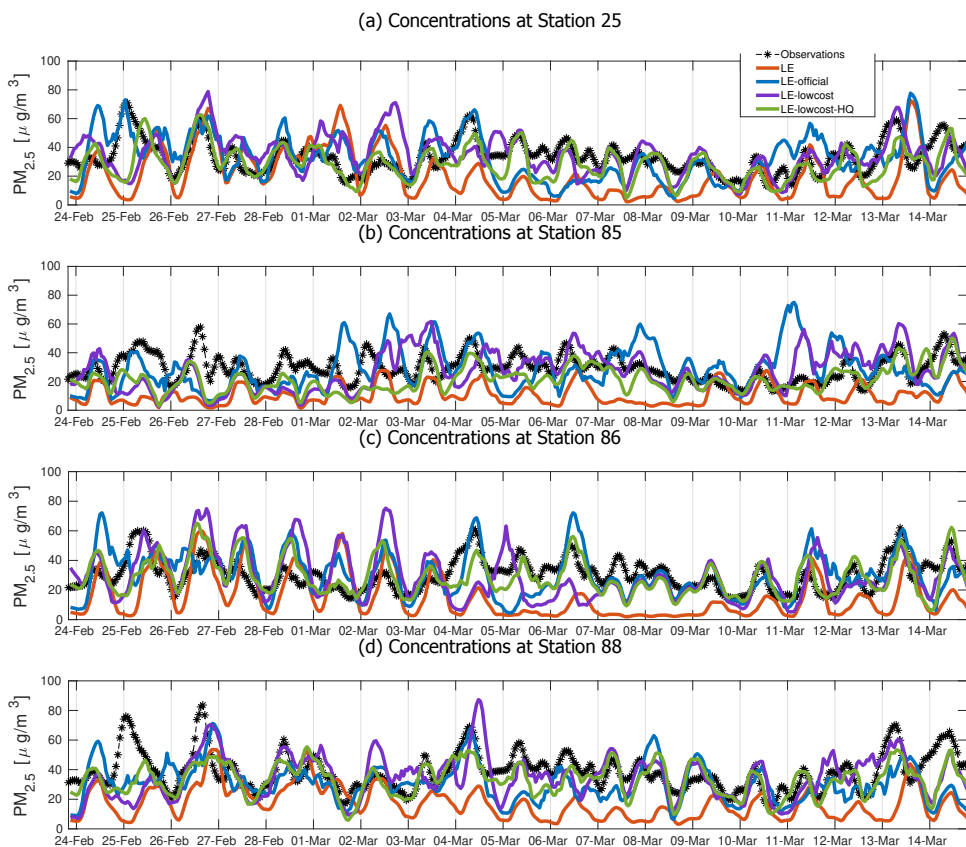 (a) Concentrations at Station 25
PM2.5 [ μ g/m 3 ]
100
80
60
40
20
0
Observations
LE
LE-official
LE-lowcost
LE-lowcost-HQ
24-Feb 25-Feb 26-Feb 27-Feb 28-Feb 01-Mar 02-Mar 03-Mar 04-Mar 05-Mar 06-Mar 07-Mar 08-Mar 09-Mar 10-Mar 11-Mar 12-Mar 13-Mar 14-Mar
(b) Concentrations at Station 85
PM2.5 [ μ g/m 3 ]
100
80
60
40
20
0
24-Feb 25-Feb 26-Feb 27-Feb 28-Feb 01-Mar 02-Mar 03-Mar 04-Mar 05-Mar 06-Mar 07-Mar 08-Mar 09-Mar 10-Mar 11-Mar 12-Mar 13-Mar 14-Mar
(c) Concentrations at Station 86
PM2.5 [ μ g/m 3 ]
100
80
60
40
20
0
24-Feb 25-Feb 26-Feb 27-Feb 28-Feb 01-Mar 02-Mar 03-Mar 04-Mar 05-Mar 06-Mar 07-Mar 08-Mar 09-Mar 10-Mar 11-Mar 12-Mar 13-Mar 14-Mar
(d) Concentrations at Station 88
PM2.5 [ μ g/m 3 ]
100
80
60
40
20
0
24-Feb 25-Feb 26-Feb 27-Feb 28-Feb 01-Mar 02-Mar 03-Mar 04-Mar 05-Mar 06-Mar 07-Mar 08-Mar 09-Mar 10-Mar 11-Mar 12-Mar 13-Mar 14-Mar